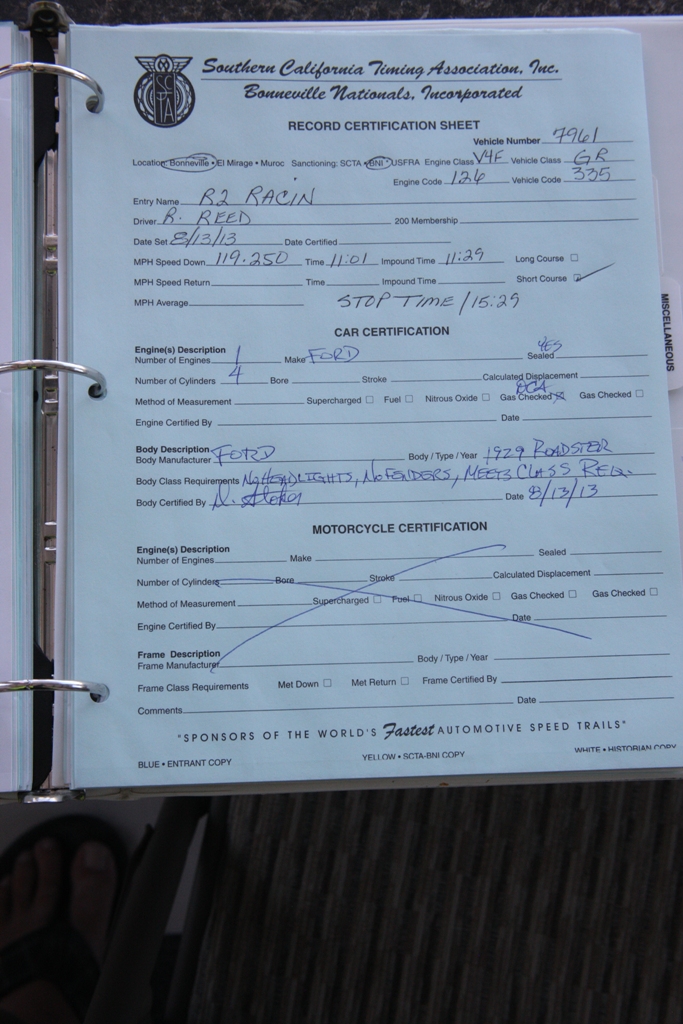 Southern California Timing Association, Inc.
Bonneville Nationals, Incorporated
SCTA
RECORD CERTIFICATION SHEET
Vehicle Number 7961
Location: Bonneville • El Mirage • Muroc Sanctioning: SCTA • BNI • USFRA Engine Class V4F Vehicle Class GR
Engine Code 126 Vehicle Code 335
Entry Name R2 RACIN
Driver R. REED 200 Membership
Date Set 8/13/13 Date Certified
MPH Speed Down 119.250 Time 11:01 Impound Time 11:29 Long Course
MPH Speed Return Time Impound Time Short Course
MPH Average STOP TIME / 15:29
MISCELLANEOUS
CAR CERTIFICATION
Engine(s) Description
Number of Engines 1 Make FORD Sealed YES
Number of Cylinders 4 Bore Stroke Calculated Displacement
Method of Measurement Supercharged Fuel Nitrous Oxide Gas Checked Gas Checked
Engine Certified By Date
Body Description
Body Manufacturer FORD Body / Type / Year 1929 ROADSTER
Body Class Requirements NO HEADLIGHTS, NO FENDERS, MEETS CLASS REQ.
Body Certified By Date 8/13/13
MOTORCYCLE CERTIFICATION
Engine(s) Description
Number of Engines Make Sealed
Number of Cylinders Bore Stroke Calculated Displacement
Method of Measurement Supercharged Fuel Nitrous Oxide Gas Checked Gas Checked
Engine Certified By Date
Frame Description
Frame Manufacturer Body / Type / Year
Frame Class Requirements Met Down Met Return Frame Certified By
Comments Date
"SPONSORS OF THE WORLD'S Fastest AUTOMOTIVE SPEED TRAILS"
BLUE • ENTRANT COPY YELLOW • SCTA-BNI COPY WHITE • HISTORIAN COPY